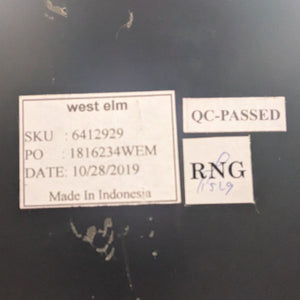 west elm
SKU : 6412929
PO : 1816234WEM
DATE: 10/28/2019
Made In Indonesia
QC-PASSED
RNG